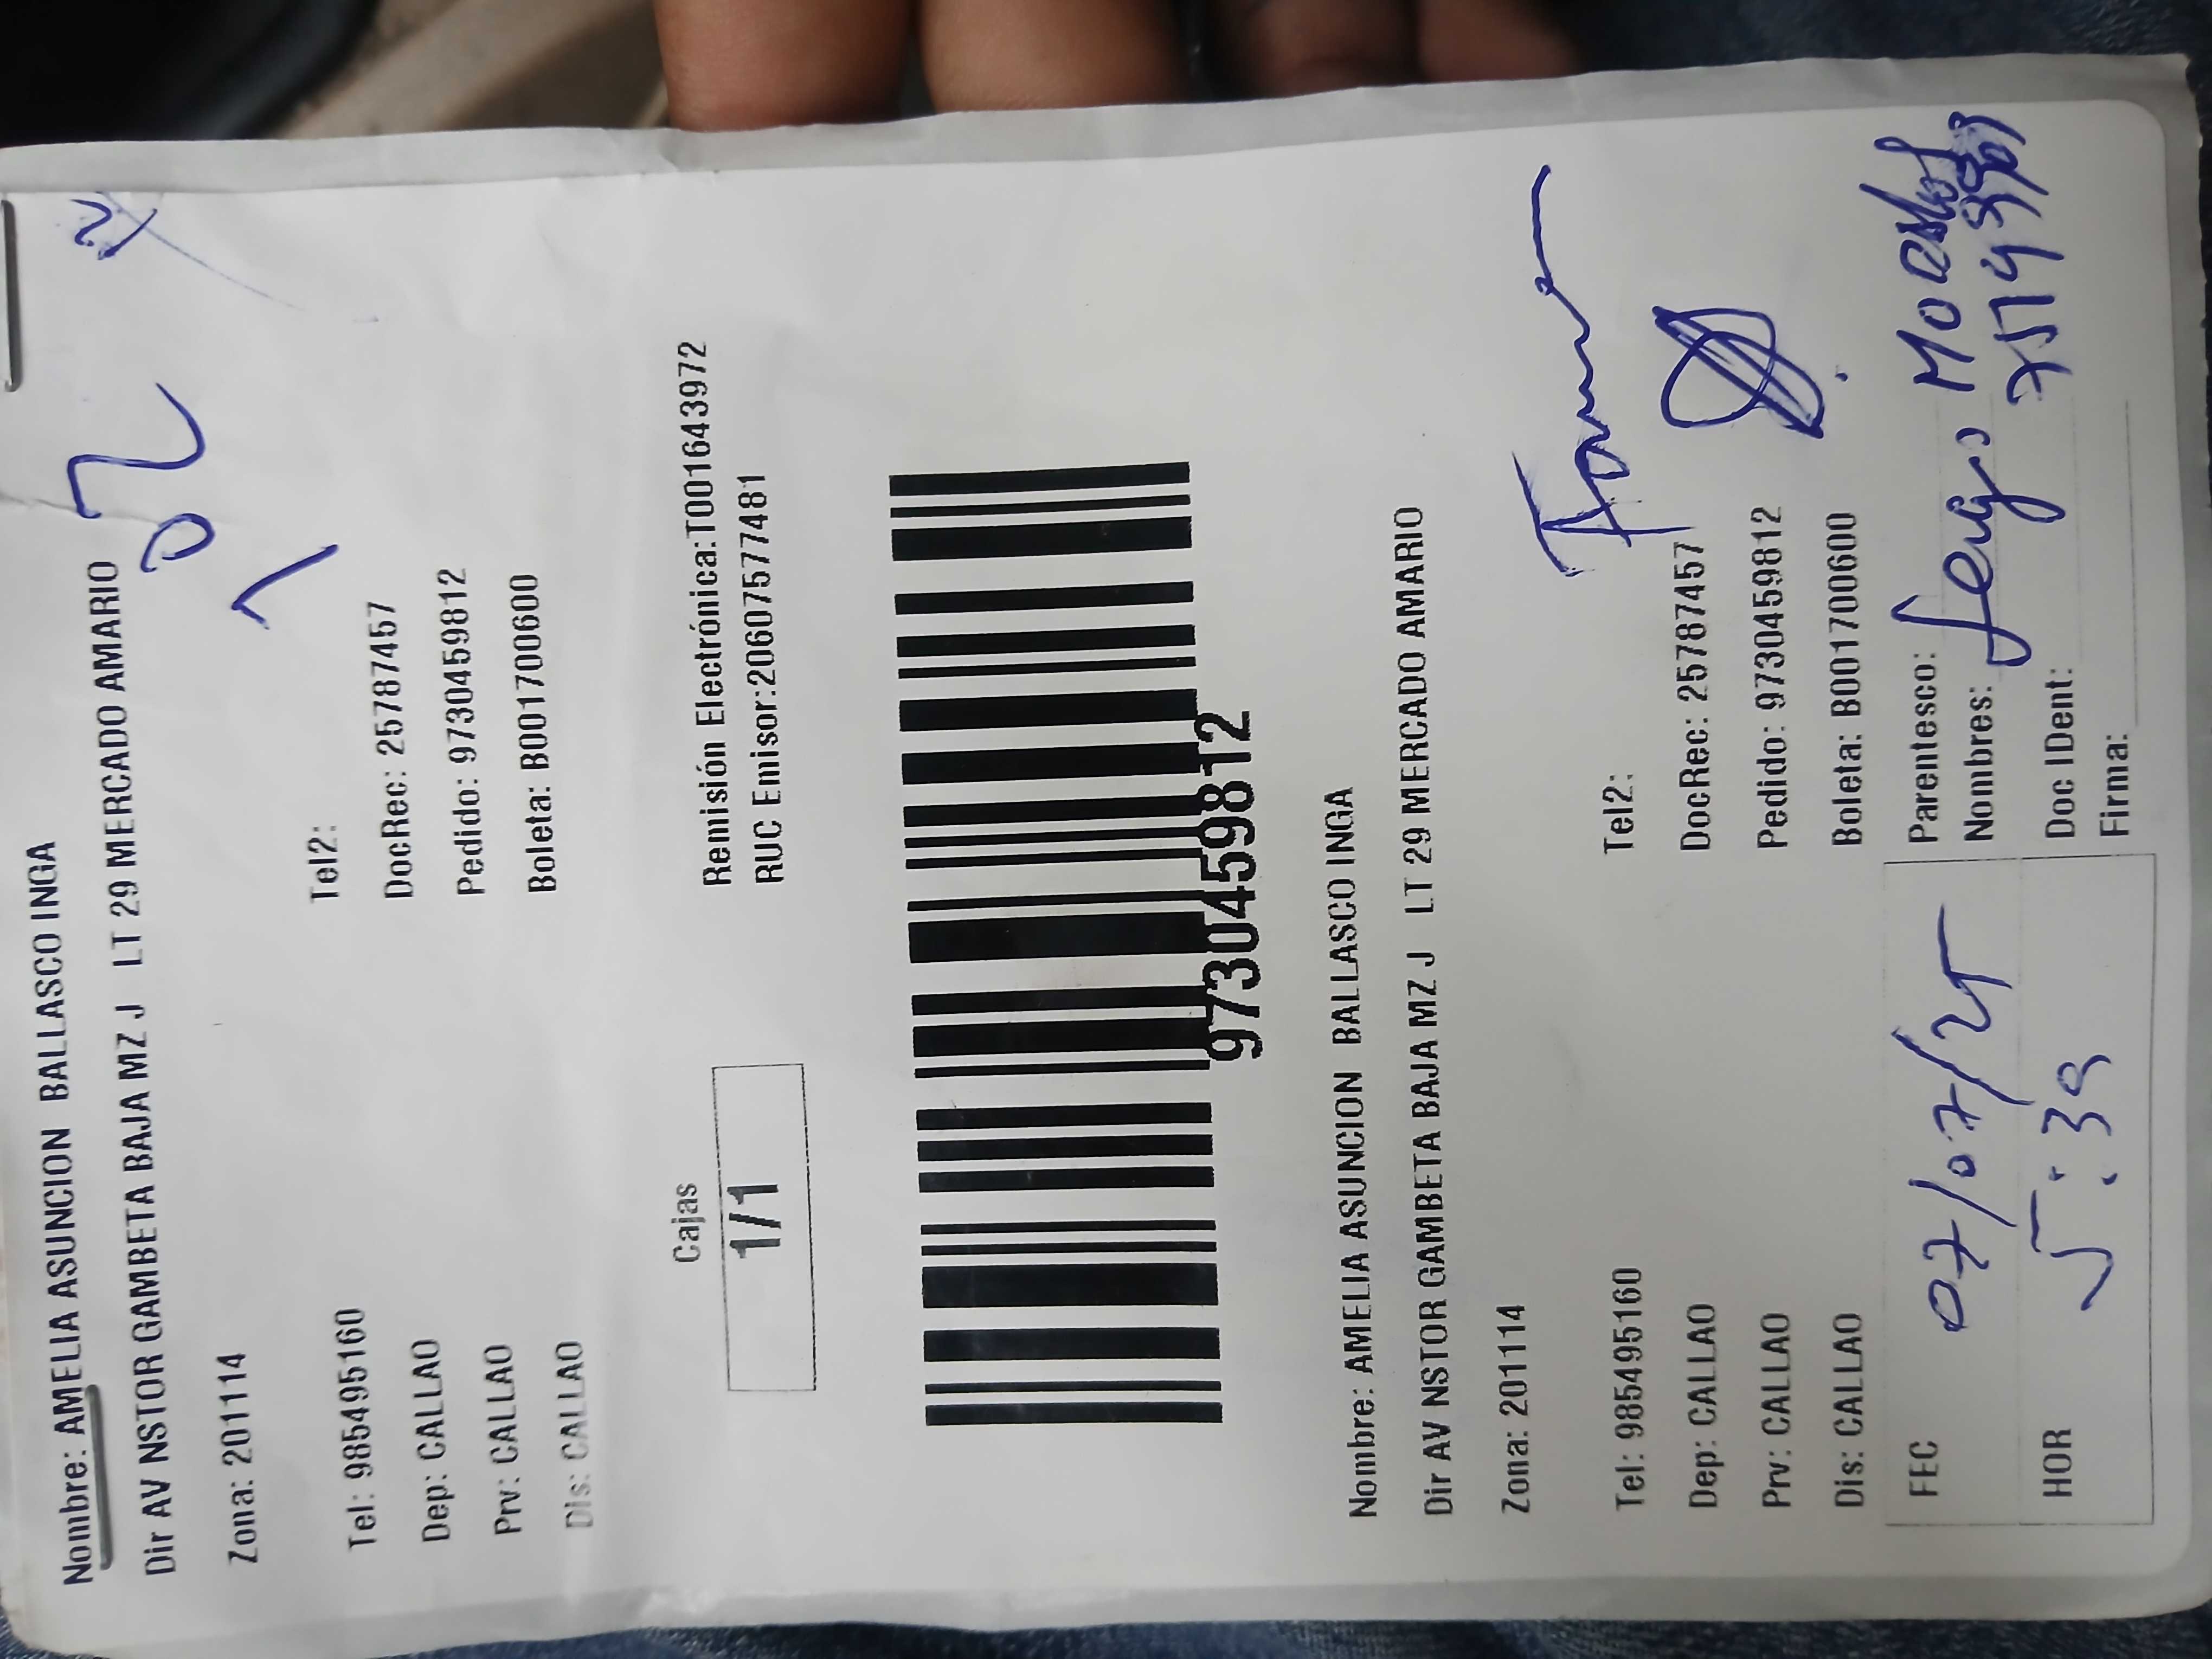 Nombre: AMELIA ASUNCION BALLASCO INGA
Dir AV NSTOR GAMBETA BAJA MZ J LT 29 MERCADO AMARIO
Zona: 201114
Tel: 985495160 Tel2:
Dep: CALLAO DocRec: 25787457
Prv: CALLAO Pedido: 9730459812
Dis: CALLAO Boleta: B001700600
Cajas
1/1
Remisión Electrónica:T001643972
RUC Emisor:20607577481
9730459812
Nombre: AMELIA ASUNCION BALLASCO INGA
Dir AV NSTOR GAMBETA BAJA MZ J LT 29 MERCADO AMARIO
Zona: 201114
Tel: 985495160 Tel2:
Dep: CALLAO DocRec: 25787457
Prv: CALLAO Pedido: 9730459812
Dis: CALLAO Boleta: B001700600
FEC 07/07/25
HOR 5:39
Parentesco:
Nombres:
Doc IDent:
Firma: